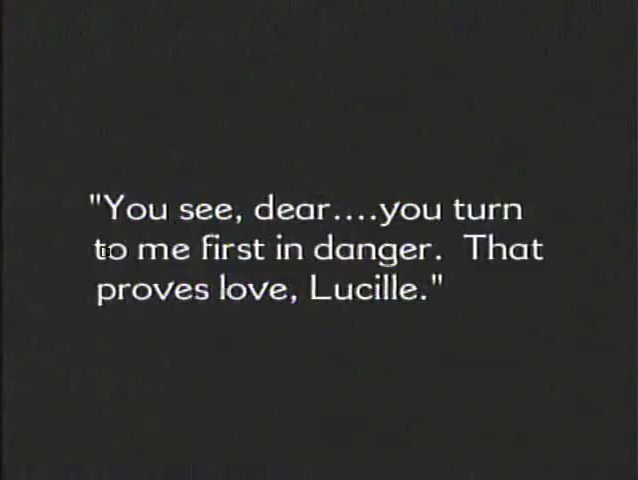 "You see, dear....you turn
to me first in danger.  That
proves love, Lucille."